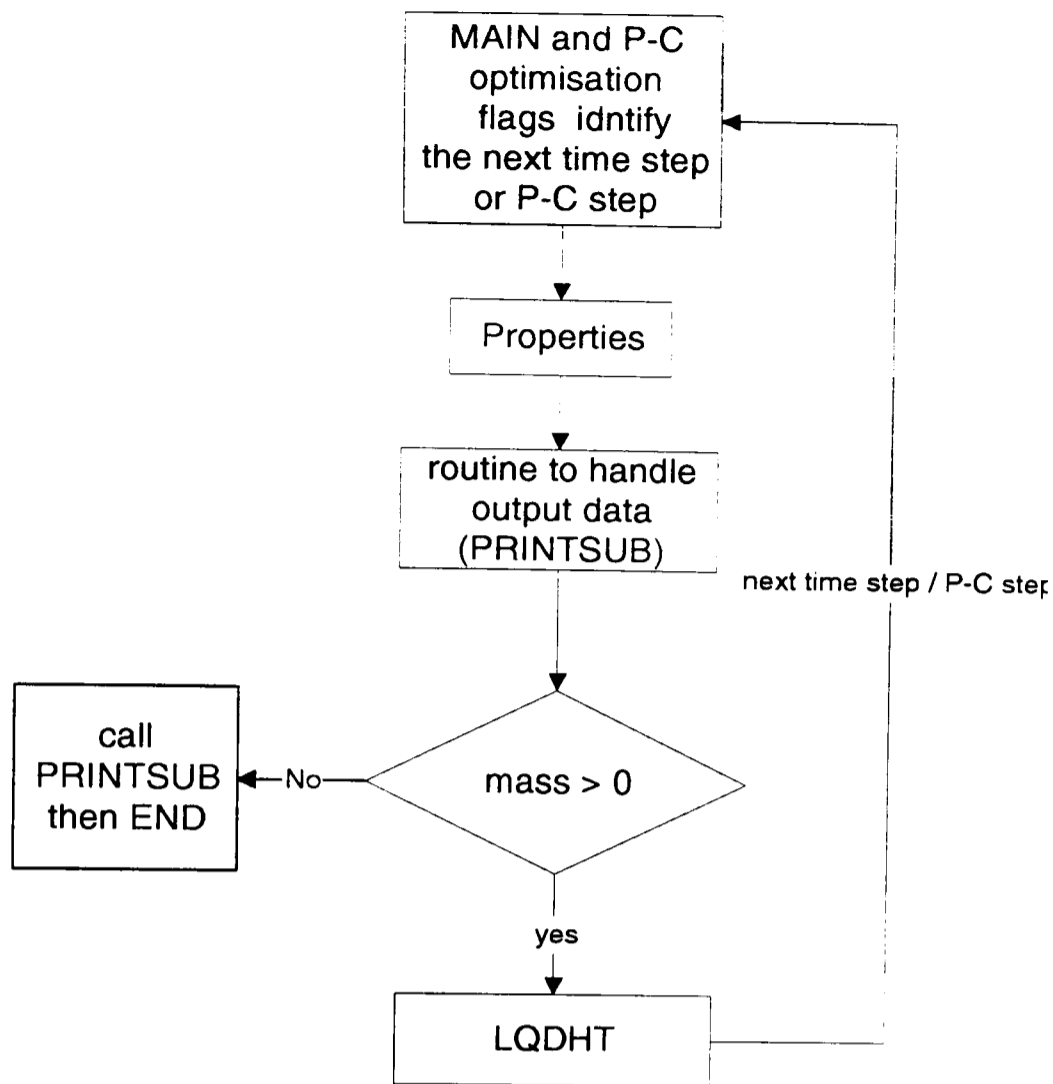 MAIN and P-C
optimisation
flags idntify
the next time step
or P-C step
Properties
routine to handle
output data
(PRINTSUB)
next time step / P-C step
mass > 0
No
call
PRINTSUB
then END
yes
LQDHT